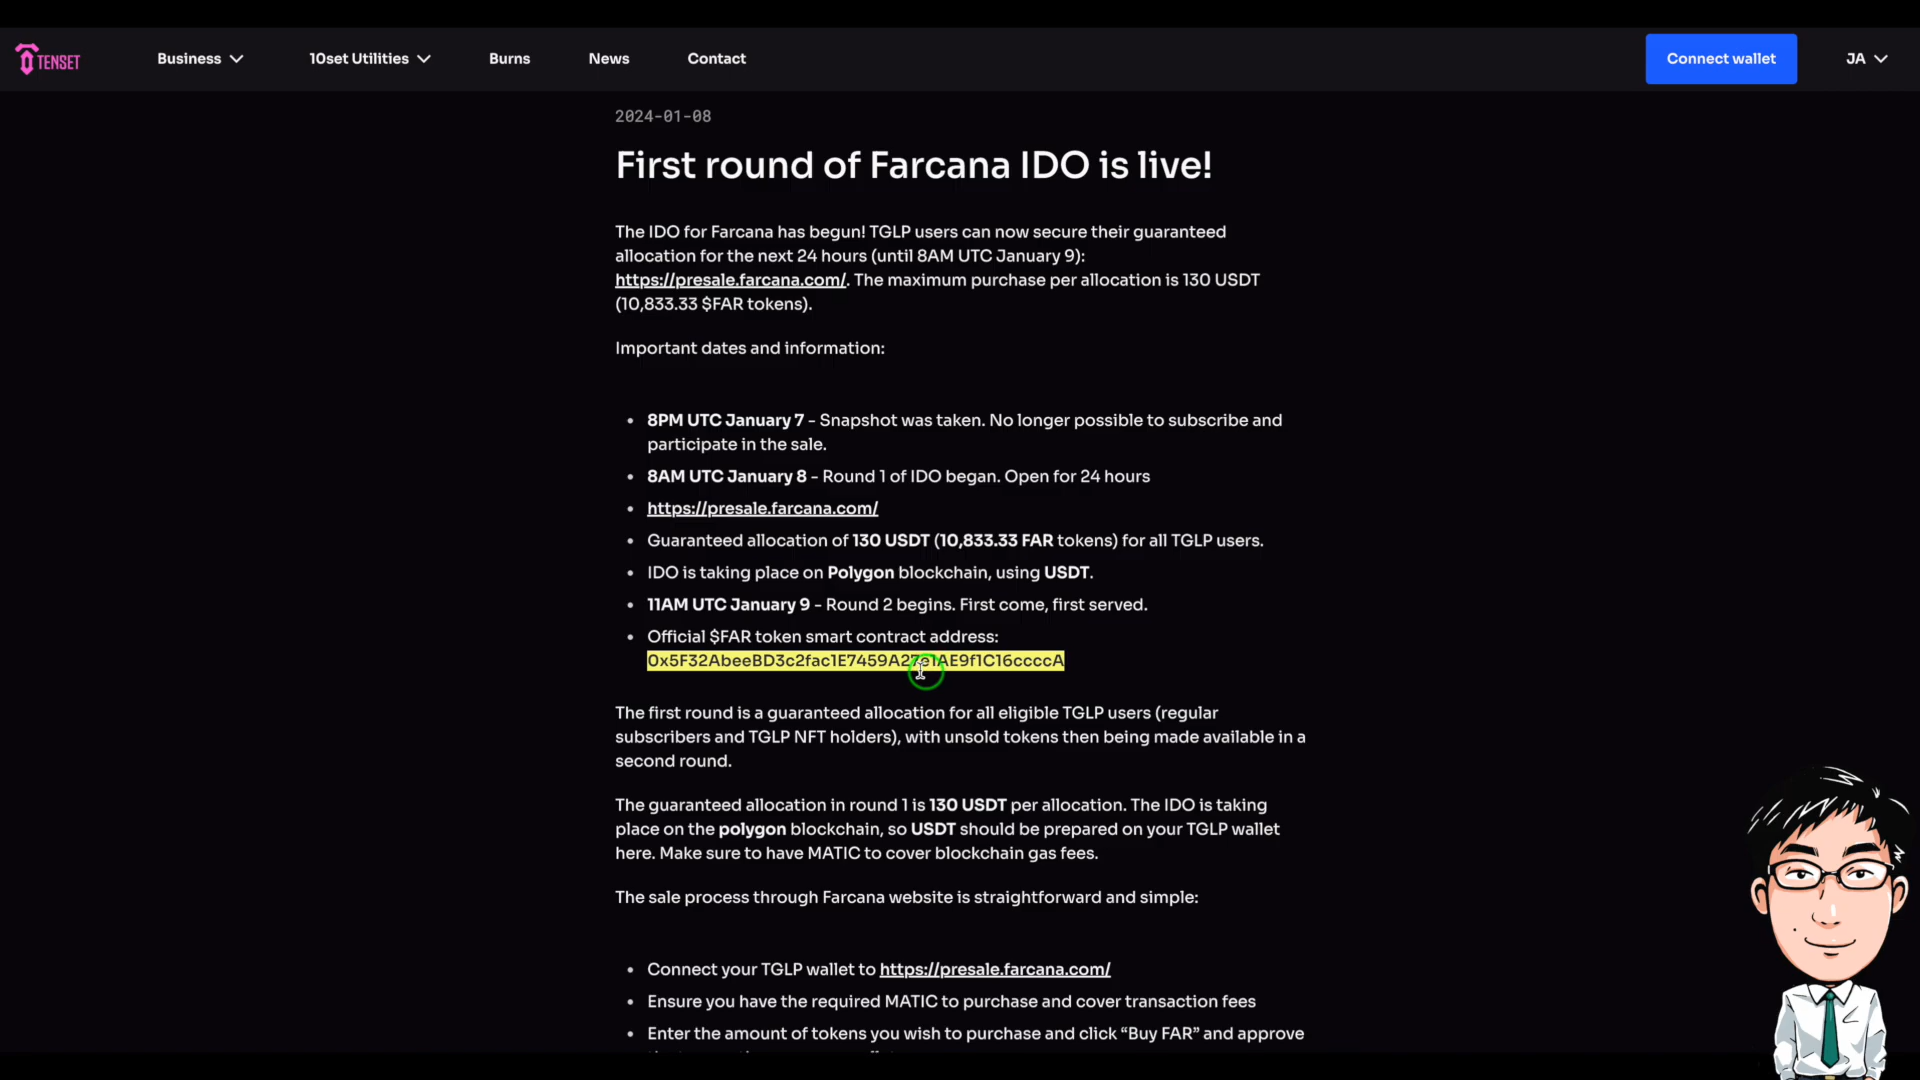 TENSET
Business
10set Utilities
Burns
News
Contact
Connect wallet
JA
2024-01-08
First round of Farcana IDO is live!
The IDO for Farcana has begun! TGLP users can now secure their guaranteed
allocation for the next 24 hours (until 8AM UTC January 9):
https://presale.farcana.com/. The maximum purchase per allocation is 130 USDT
(10,833.33 $FAR tokens).
Important dates and information:
• 8PM UTC January 7 - Snapshot was taken. No longer possible to subscribe and
participate in the sale.
• 8AM UTC January 8 - Round 1 of IDO began. Open for 24 hours
• https://presale.farcana.com/
• Guaranteed allocation of 130 USDT (10,833.33 FAR tokens) for all TGLP users.
• IDO is taking place on Polygon blockchain, using USDT.
• 11AM UTC January 9 - Round 2 begins. First come, first served.
• Official $FAR token smart contract address:
The first round is a guaranteed allocation for all eligible TGLP users (regular
subscribers and TGLP NFT holders), with unsold tokens then being made available in a
second round.
The guaranteed allocation in round 1 is 130 USDT per allocation. The IDO is taking
place on the polygon blockchain, so USDT should be prepared on your TGLP wallet
here. Make sure to have MATIC to cover blockchain gas fees.
The sale process through Farcana website is straightforward and simple:
• Connect your TGLP wallet to https://presale.farcana.com/
• Ensure you have the required MATIC to purchase and cover transaction fees
• Enter the amount of tokens you wish to purchase and click “Buy FAR” and approve